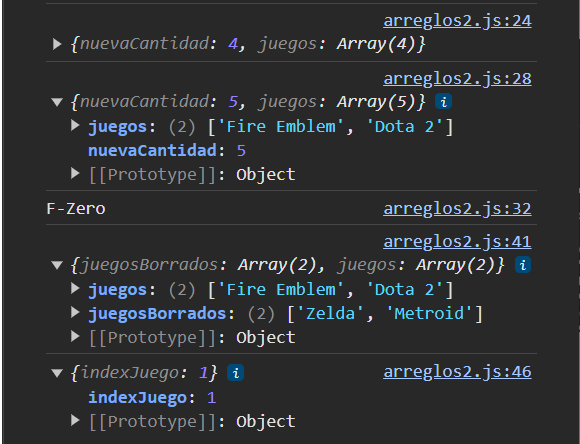 arreglos2.js:24
▶ {nuevaCantidad: 4, juegos: Array(4)}
arreglos2.js:28
▼ {nuevaCantidad: 5, juegos: Array(5)} i
▶ juegos: (2) ['Fire Emblem', 'Dota 2']
nuevaCantidad: 5
▶ [[Prototype]]: Object
F-Zero arreglos2.js:32
arreglos2.js:41
▼ {juegosBorrados: Array(2), juegos: Array(2)} i
▶ juegos: (2) ['Fire Emblem', 'Dota 2']
▶ juegosBorrados: (2) ['Zelda', 'Metroid']
▶ [[Prototype]]: Object
▼ {indexJuego: 1} i arreglos2.js:46
indexJuego: 1
▶ [[Prototype]]: Object